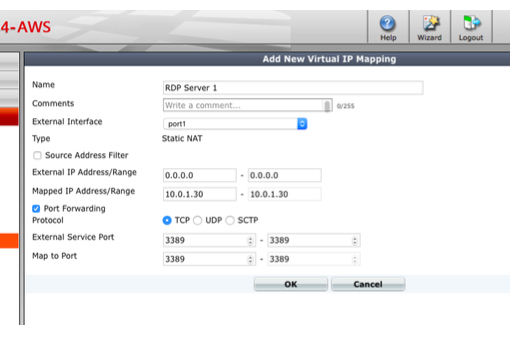 4-AWS
Help
Wizard
Logout
Add New Virtual IP Mapping
Name RDP Server 1
Comments Write a comment... 0/255
External Interface port1
Type Static NAT
Source Address Filter
External IP Address/Range 0.0.0.0 - 0.0.0.0
Mapped IP Address/Range 10.0.1.30 - 10.0.1.30
Port Forwarding
Protocol TCP UDP SCTP
External Service Port 3389 - 3389
Map to Port 3389 - 3389
OK Cancel